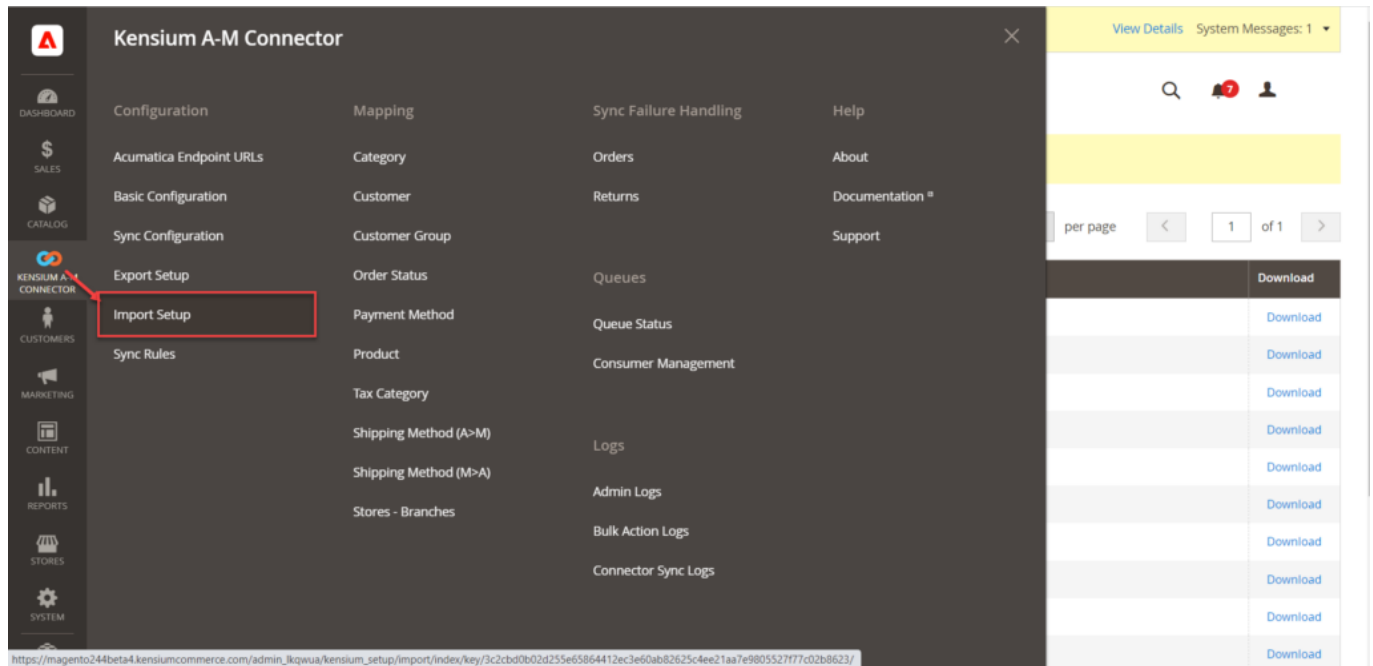 Kensium A-M Connector
View Details System Messages: 1
DASHBOARD
SALES
CATALOG
KENSIUM A-M
CONNECTOR
CUSTOMERS
MARKETING
CONTENT
REPORTS
STORES
SYSTEM
Configuration
Acumatica Endpoint URLs
Basic Configuration
Sync Configuration
Export Setup
Import Setup
Sync Rules
Mapping
Category
Customer
Customer Group
Order Status
Payment Method
Product
Tax Category
Shipping Method (A>M)
Shipping Method (M>A)
Stores - Branches
Sync Failure Handling
Orders
Returns
Queues
Queue Status
Consumer Management
Logs
Admin Logs
Bulk Action Logs
Connector Sync Logs
Help
About
Documentation
Support
7
per page 1 of 1
Download
Download
Download
Download
Download
Download
Download
Download
Download
Download
Download
https://magento244beta4.kensiumcommerce.com/admin_lkqwua/kensium_setup/import/index/key/3c2cbd0b02d255e65864412ec3e60ab82625c4ee21aa7e9805527f77c02b8623/